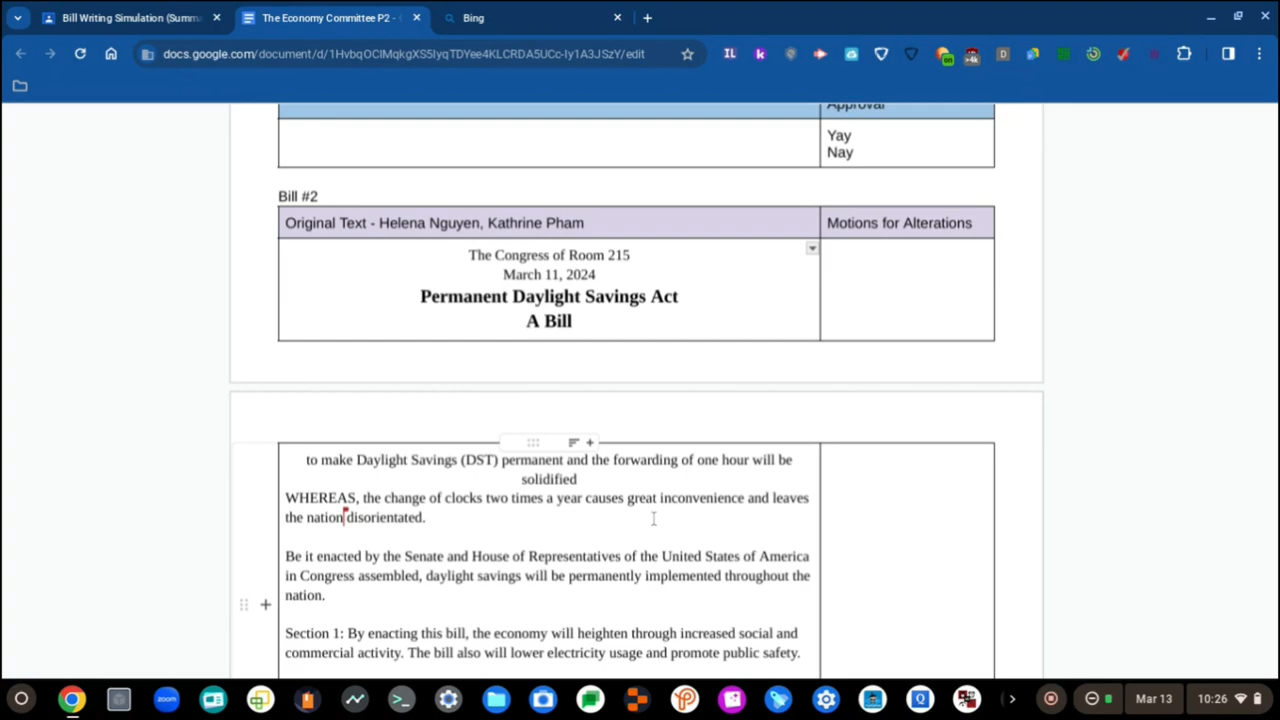 Bill Writing Simulation (Summ
The Economy Committee P2 -
Bing
docs.google.com/document/d/1HvbqOCIMqkgXS5IyqTDYee4KLCRDA5UCc-Iy1A3JSzY/edit
Approval
Yay
Nay
Bill #2
Original Text - Helena Nguyen, Kathrine Pham
Motions for Alterations
The Congress of Room 215
March 11, 2024
Permanent Daylight Savings Act
A Bill
to make Daylight Savings (DST) permanent and the forwarding of one hour will be
solidified
WHEREAS, the change of clocks two times a year causes great inconvenience and leaves
the nation disorientated.
Be it enacted by the Senate and House of Representatives of the United States of America
in Congress assembled, daylight savings will be permanently implemented throughout the
nation.
Section 1: By enacting this bill, the economy will heighten through increased social and
commercial activity. The bill also will lower electricity usage and promote public safety.
zoom
Mar 13
10:26